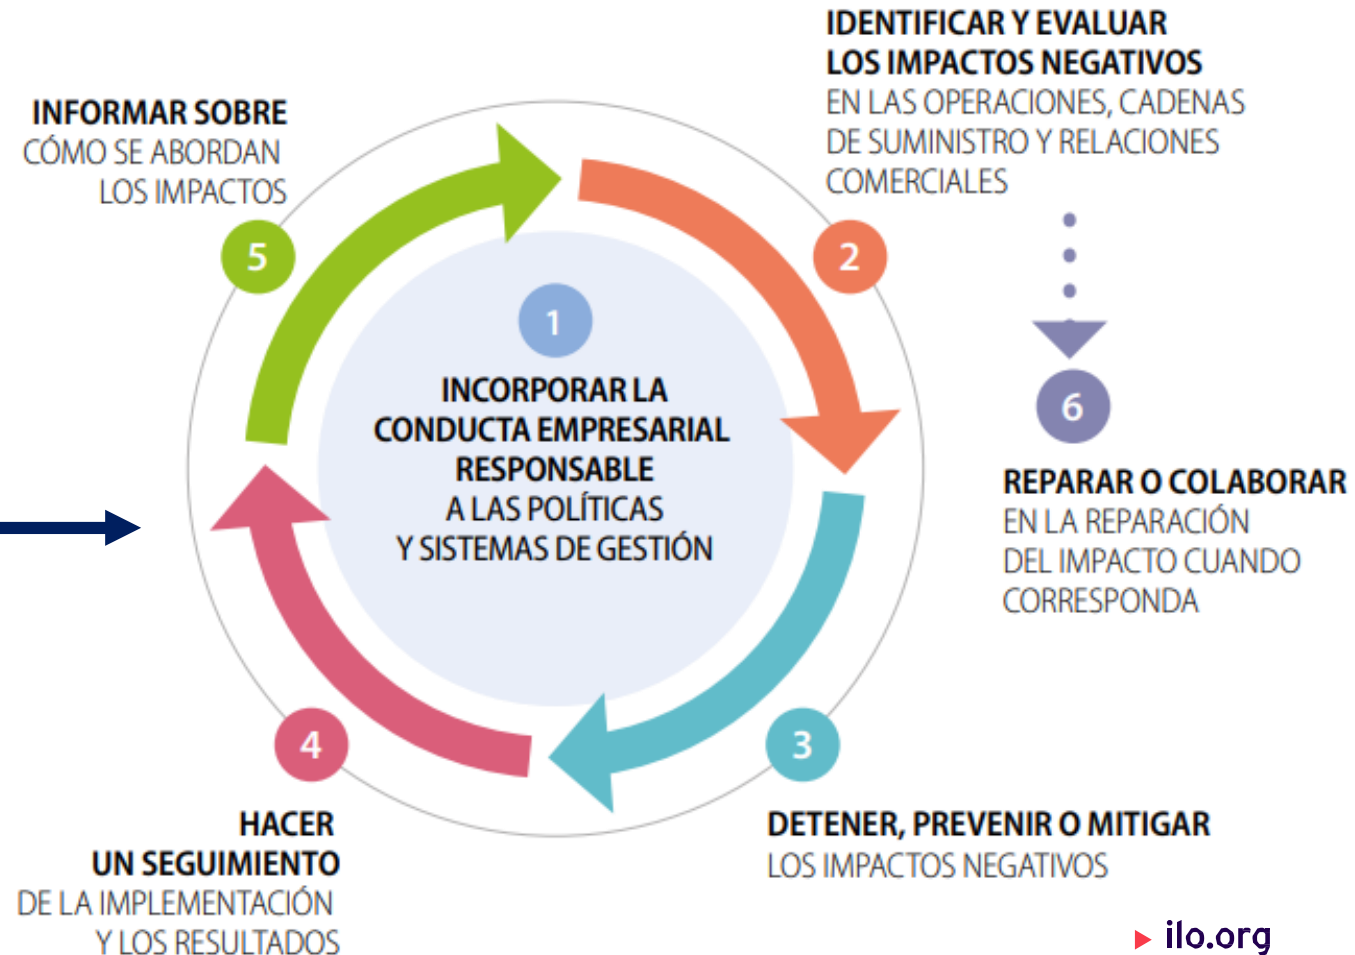 1
INCORPORAR LA
CONDUCTA EMPRESARIAL
RESPONSABLE
A LAS POLÍTICAS
Y SISTEMAS DE GESTIÓN
2
IDENTIFICAR Y EVALUAR
LOS IMPACTOS NEGATIVOS
EN LAS OPERACIONES, CADENAS
DE SUMINISTRO Y RELACIONES
COMERCIALES
3
DETENER, PREVENIR O MITIGAR
LOS IMPACTOS NEGATIVOS
4
HACER
UN SEGUIMIENTO
DE LA IMPLEMENTACIÓN
Y LOS RESULTADOS
5
INFORMAR SOBRE
CÓMO SE ABORDAN
LOS IMPACTOS
6
REPARAR O COLABORAR
EN LA REPARACIÓN
DEL IMPACTO CUANDO
CORRESPONDA
ilo.org